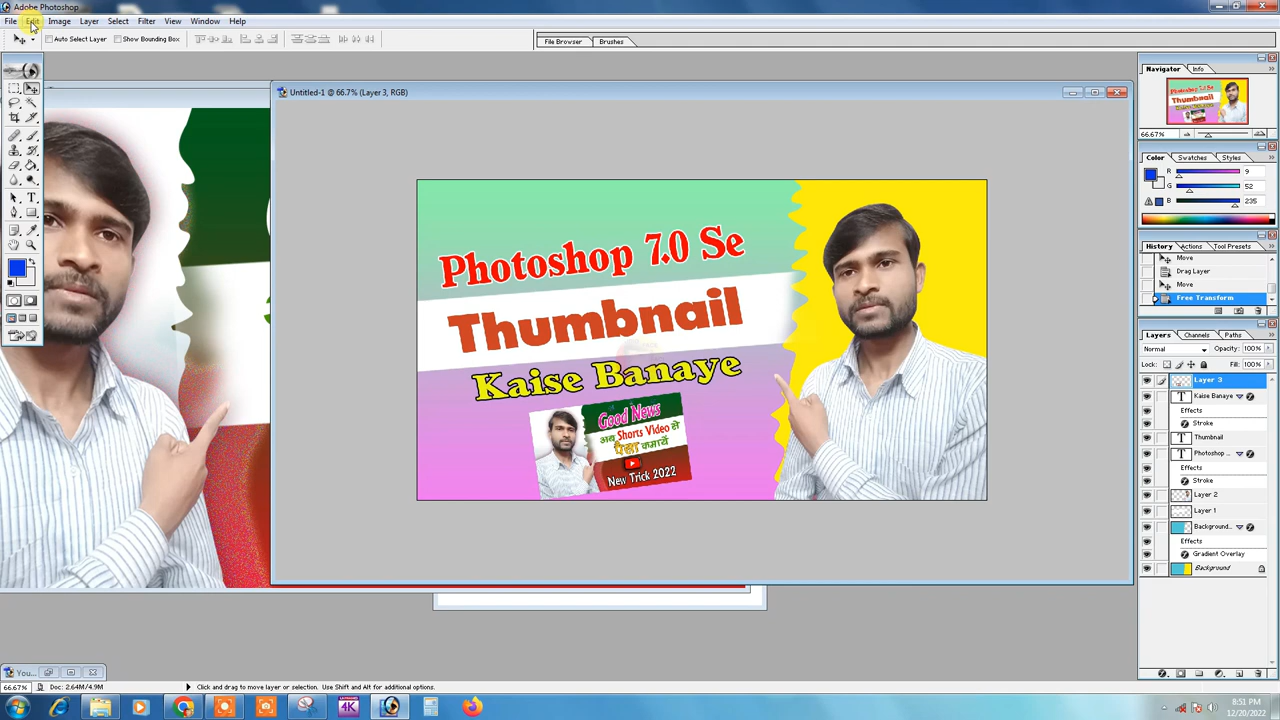 Adobe Photoshop
File Edit Image Layer Select Filter View Window Help
Auto Select Layer Show Bounding Box
File Browser Brushes
Untitled-1 @ 66.7% (Layer 3, RGB)
Photoshop 7.0 Se
Thumbnail
Kaise Banaye
Good News
अब Shorts Video से
पैसा कमायें
New Trick 2022
Navigator Info
66.67%
Color Swatches Styles
R 9
G 52
B 235
History Actions Tool Presets
Move
Drag Layer
Move
Free Transform
Layers Channels Paths
Normal Opacity: 100%
Lock: Fill: 100%
Layer 3
T Kaise Banaye
Effects
Stroke
T Thumbnail
T Photoshop ...
Effects
Stroke
Layer 2
Layer 1
Background...
Effects
Gradient Overlay
Background
You...
66.67% Doc: 2.64M/4.9M Click and drag to move layer or selection. Use Shift and Alt for additional options.
4K
8:51 PM
12/20/2022